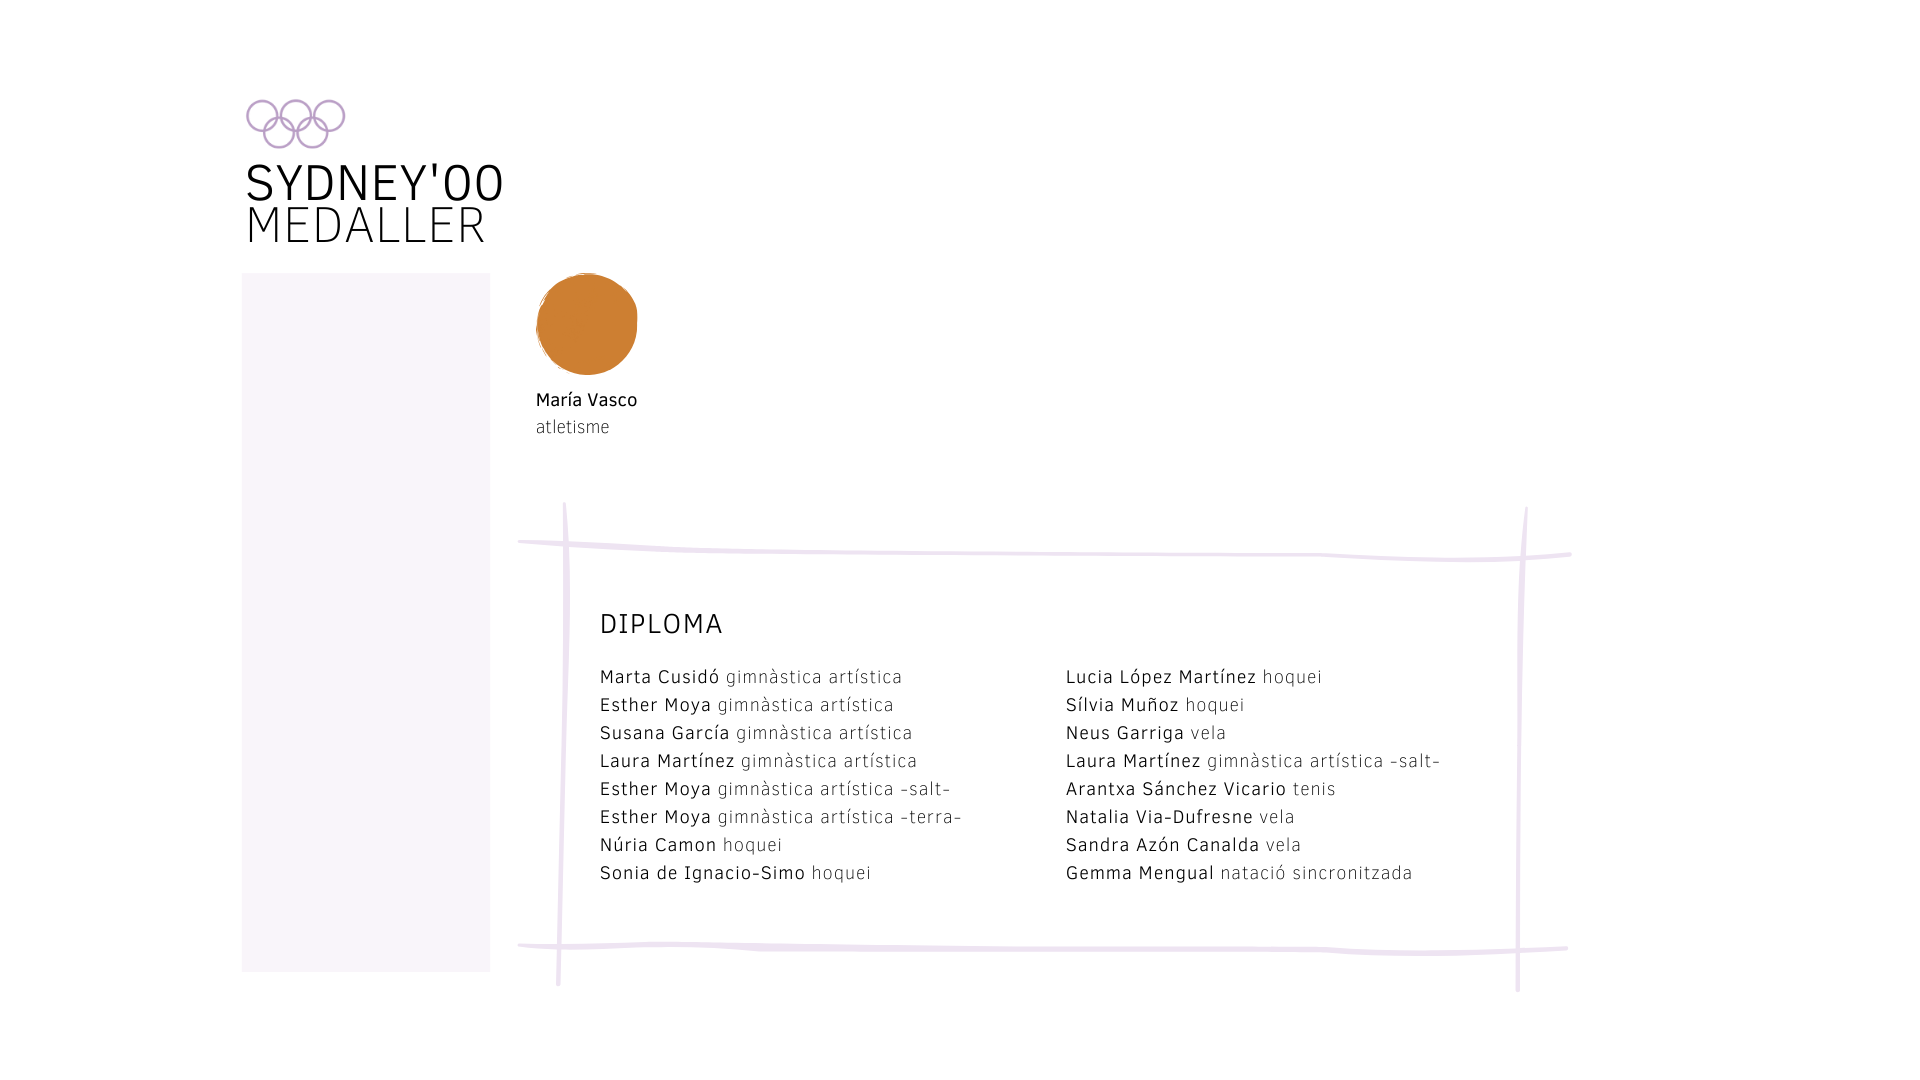 SYDNEY'00
MEDALLER
María Vasco
atletisme
DIPLOMA
Marta Cusidó gimnàstica artística
Esther Moya gimnàstica artística
Susana García gimnàstica artística
Laura Martínez gimnàstica artística
Esther Moya gimnàstica artística -salt-
Esther Moya gimnàstica artística -terra-
Núria Camon hoquei
Sonia de Ignacio-Simo hoquei
Lucia López Martínez hoquei
Sílvia Muñoz hoquei
Neus Garriga vela
Laura Martínez gimnàstica artística -salt-
Arantxa Sánchez Vicario tenis
Natalia Via-Dufresne vela
Sandra Azón Canalda vela
Gemma Mengual natació sincronitzada